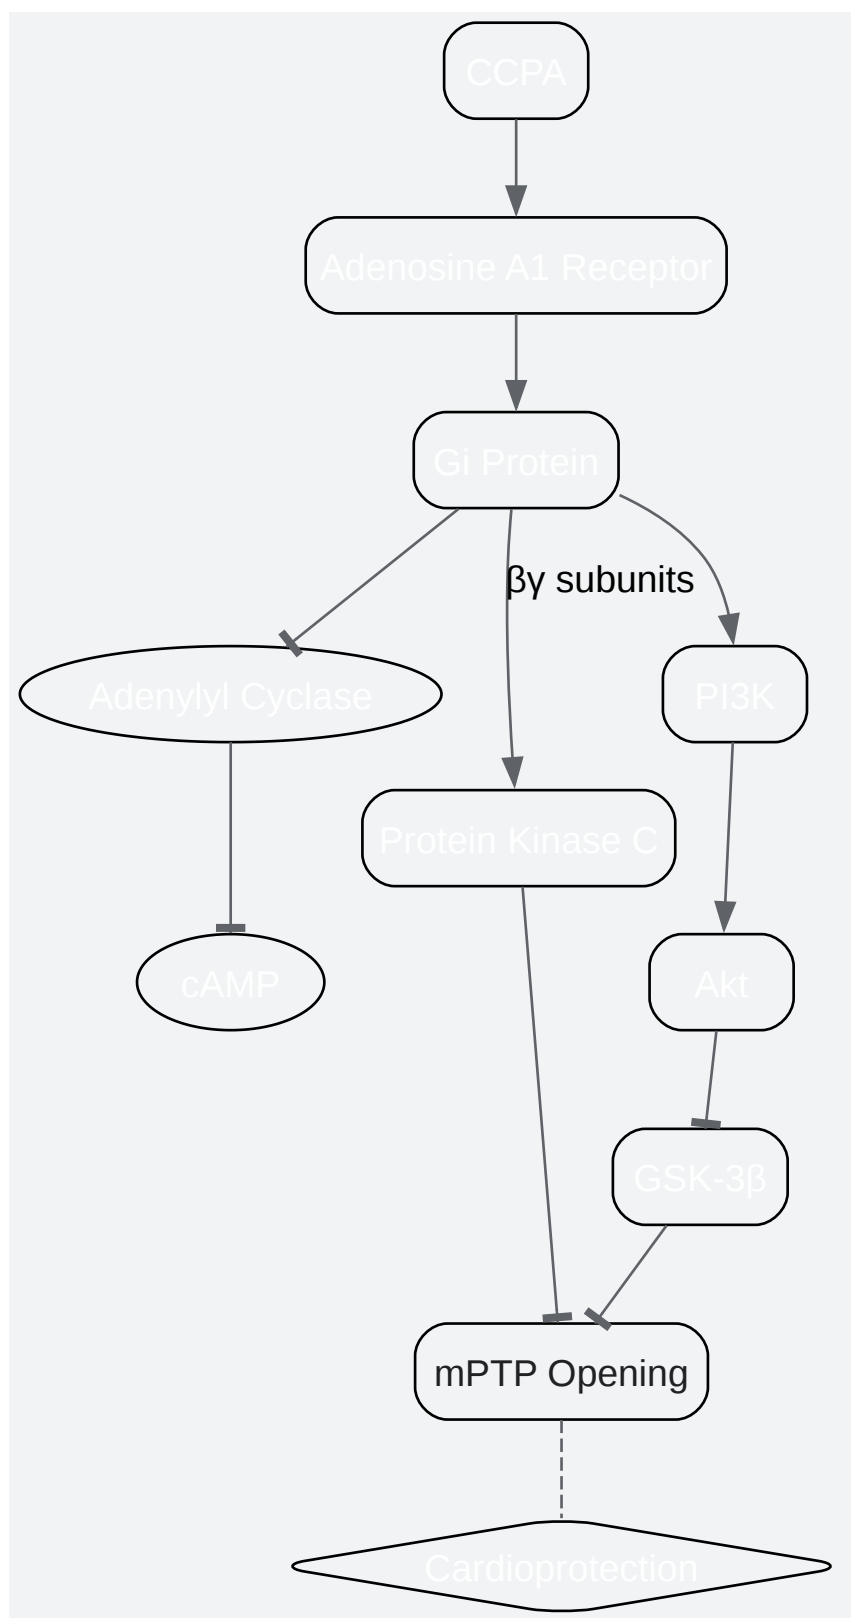 CCPA
Adenosine A1 Receptor
Gi Protein
βγ subunits
Adenylyl Cyclase
PI3K
Protein Kinase C
cAMP
Akt
GSK-3β
mPTP Opening
Cardioprotection